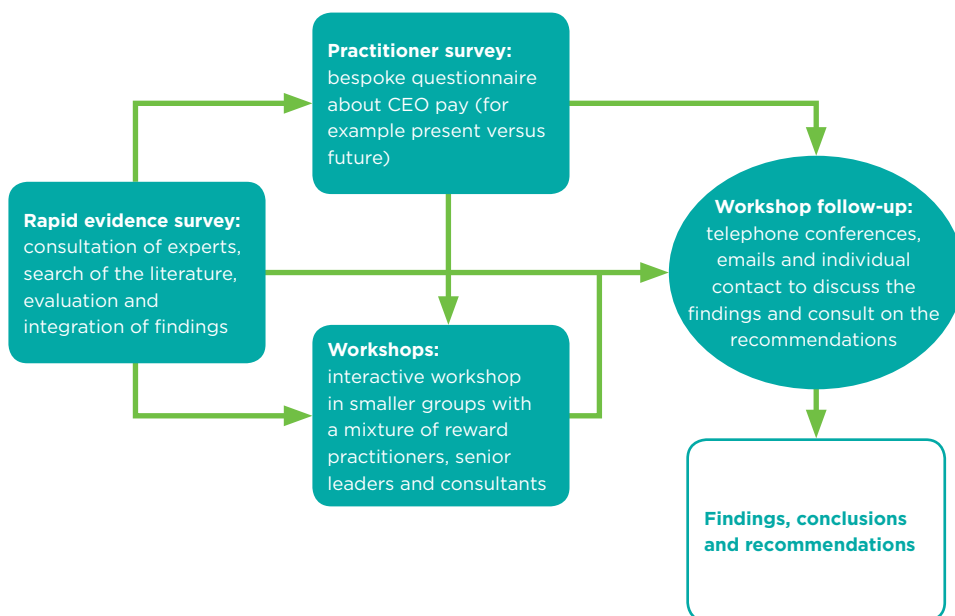 Practitioner survey:
bespoke questionnaire
about CEO pay (for
example present versus
future)
Rapid evidence survey:
consultation of experts,
search of the literature,
evaluation and
integration of findings
Workshop follow-up:
telephone conferences,
emails and individual
contact to discuss the
findings and consult on the
recommendations
Workshops:
interactive workshop
in smaller groups with
a mixture of reward
practitioners, senior
leaders and consultants
Findings, conclusions
and recommendations